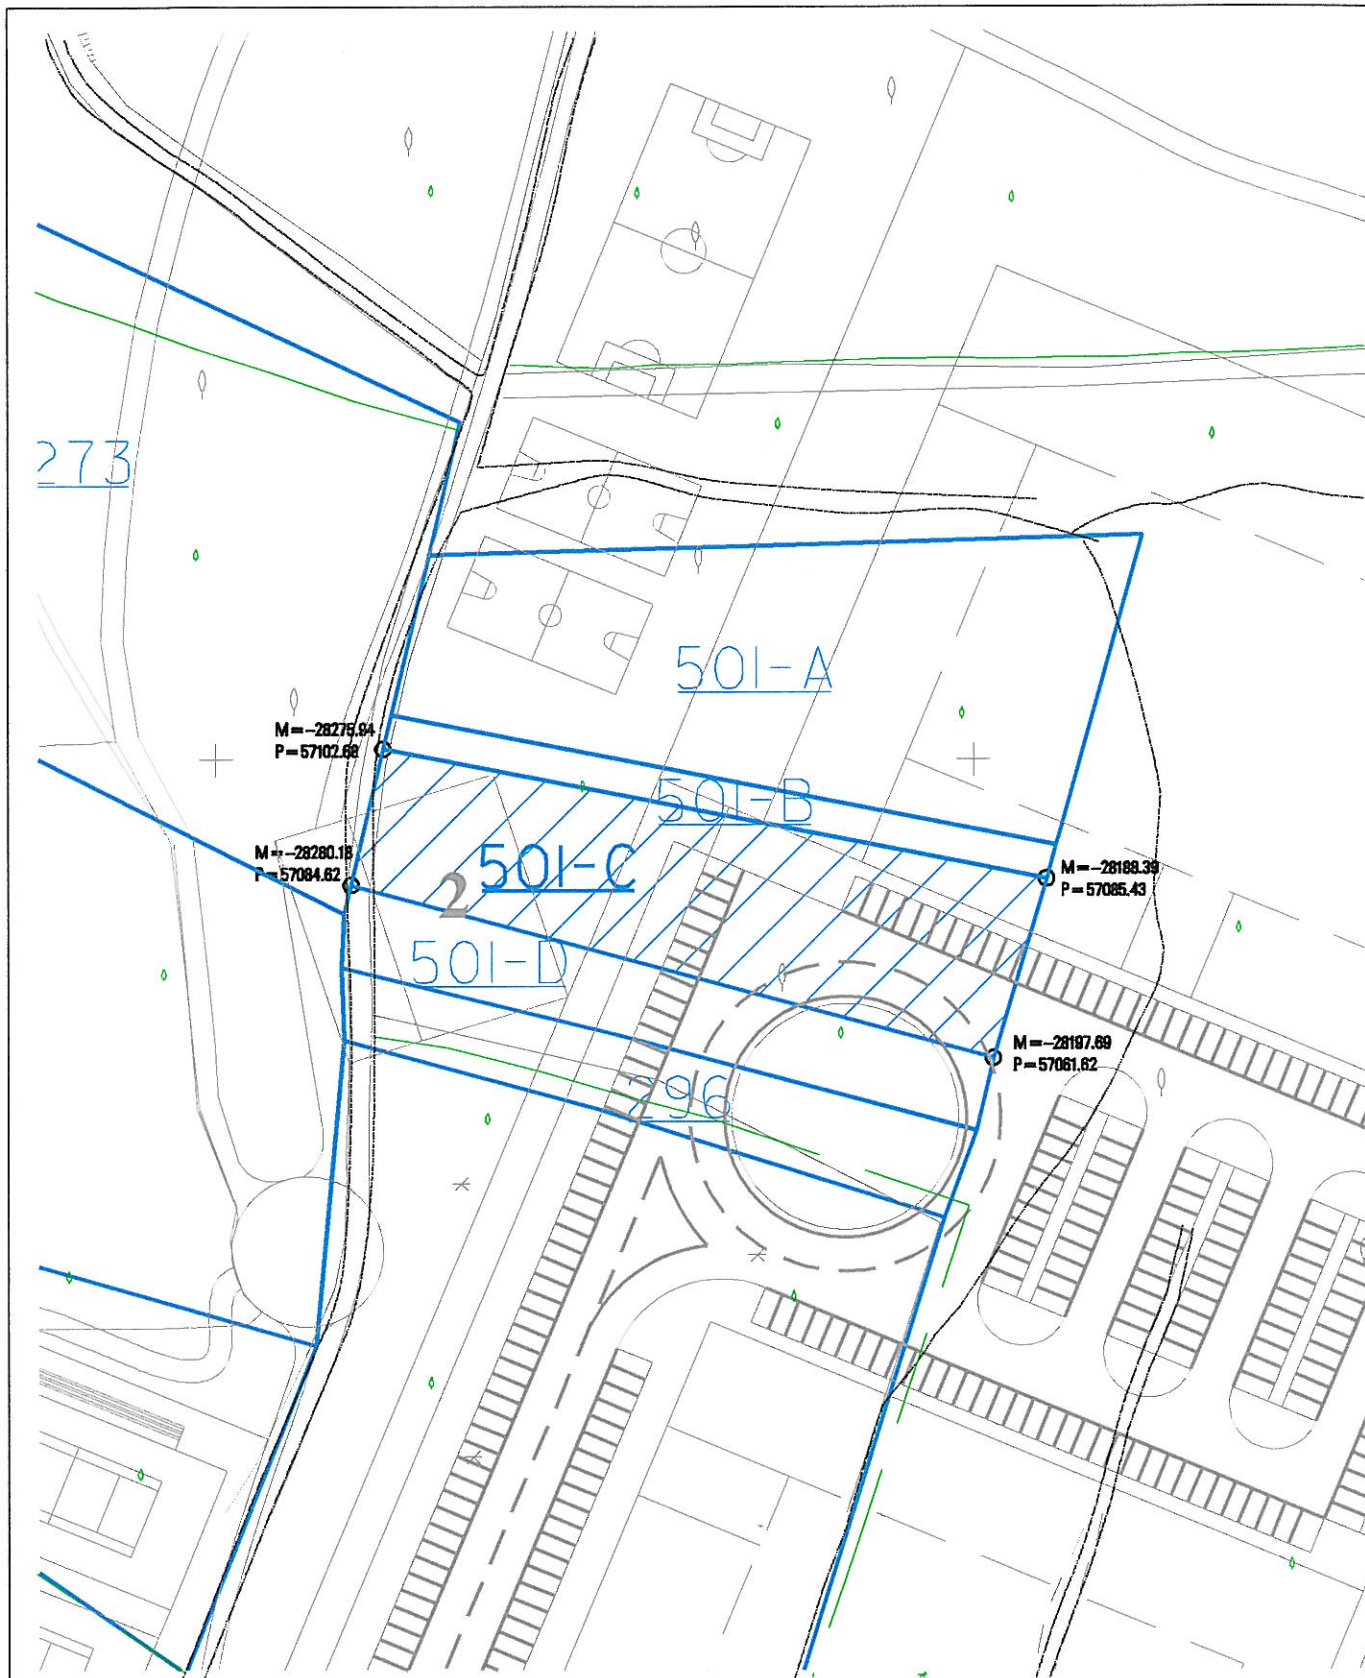 273
501-A
M=-28275.94
P=57102.68
501-B
M=-28280.18
P=57084.62
501-C
2
M=-28188.39
P=57085.43
501-D
M=-28197.69
P=57061.62
296